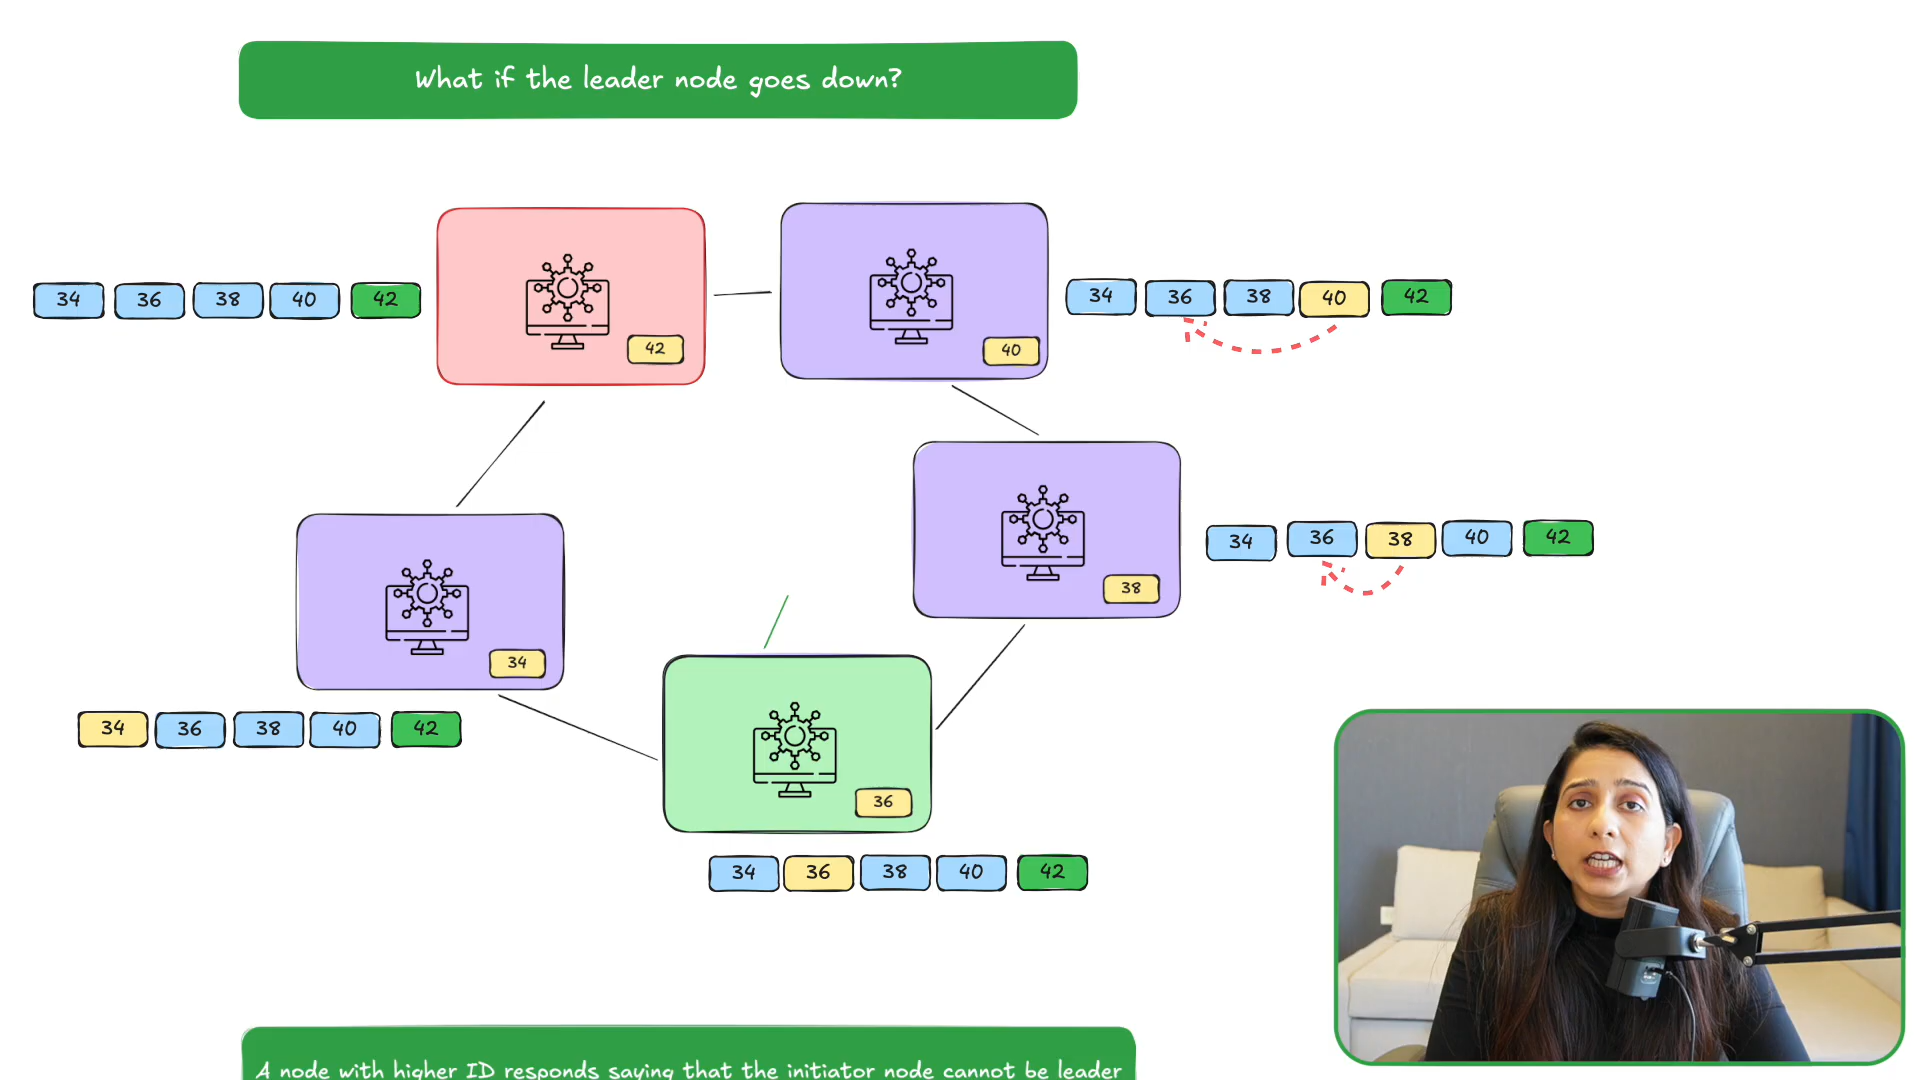 What if the leader node goes down?
34 36 38 40 42
42
40
34 36 38 40 42
38
34 36 38 40 42
34
34 36 38 40 42
36
34 36 38 40 42
A node with higher ID responds saying that the initiator node cannot be leader